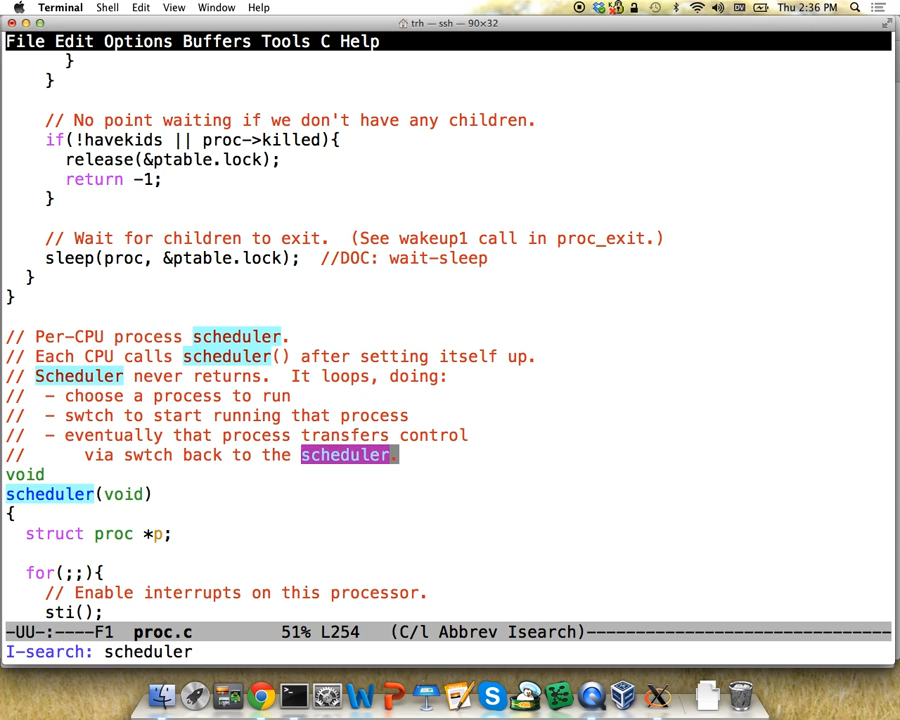 Terminal Shell Edit View Window Help Thu 2:36 PM
trh — ssh — 90×32
File Edit Options Buffers Tools C Help
      }
    }

    // No point waiting if we don't have any children.
    if(!havekids || proc->killed){
      release(&ptable.lock);
      return -1;
    }

    // Wait for children to exit.  (See wakeup1 call in proc_exit.)
    sleep(proc, &ptable.lock);  //DOC: wait-sleep
  }
}

// Per-CPU process scheduler.
// Each CPU calls scheduler() after setting itself up.
// Scheduler never returns.  It loops, doing:
//  - choose a process to run
//  - swtch to start running that process
//  - eventually that process transfers control
//      via swtch back to the scheduler.
void
scheduler(void)
{
  struct proc *p;

  for(;;){
    // Enable interrupts on this processor.
    sti();
-UU-:----F1  proc.c         51% L254   (C/l Abbrev Isearch)-------------------------------
I-search: scheduler